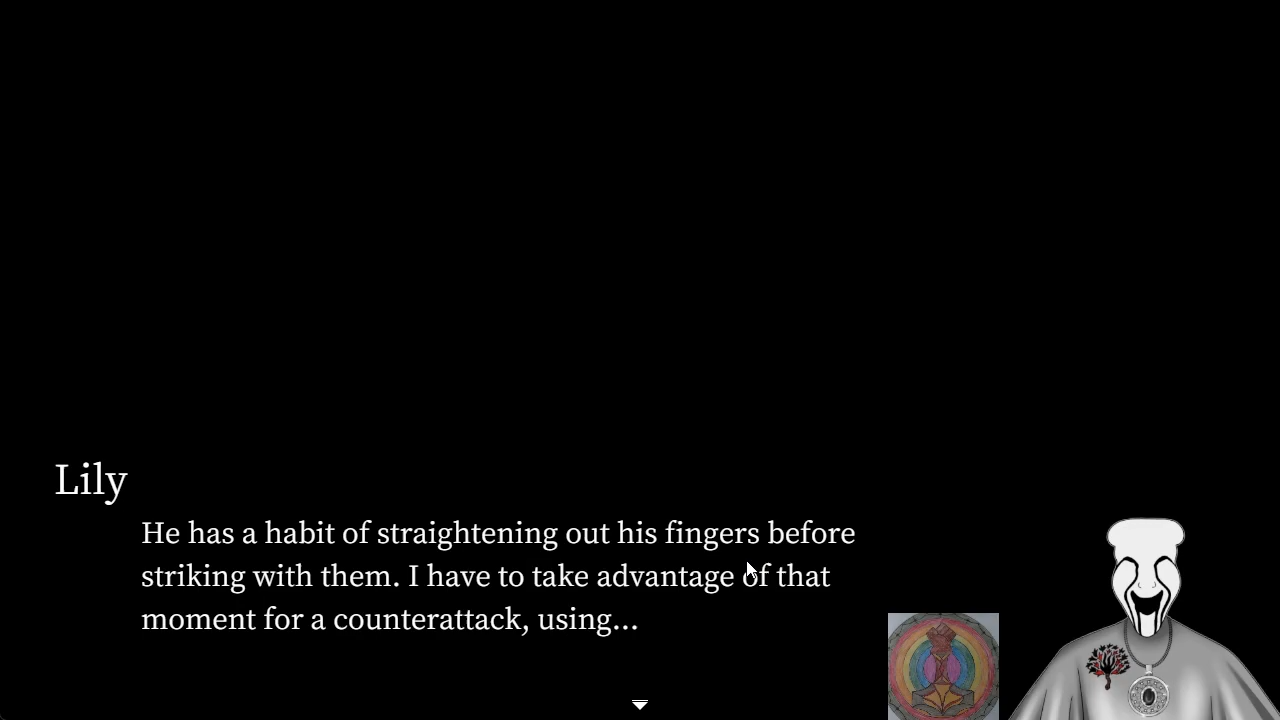 Lily
He has a habit of straightening out his fingers before
striking with them. I have to take advantage of that
moment for a counterattack, using...